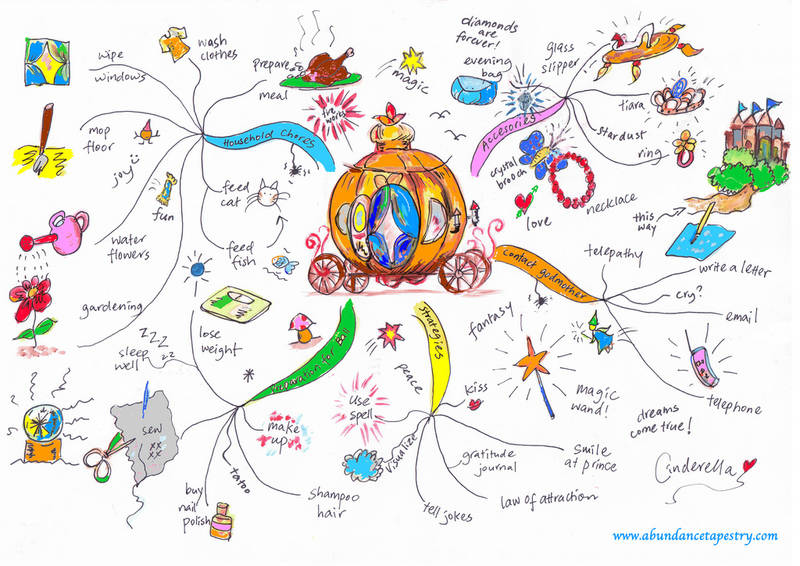 wipe
windows
wash
clothes
prepare
meal
mop
floor
joy
fun
water
flowers
gardening
feed
cat
feed
fish
Household Chores
fireworks
magic
diamonds
are
forever!
evening
bag
glass
slipper
tiara
stardust
ring
Accesories
crystal
brooch
love
necklace
this
way
Contact godmother
telepathy
write a letter
cry?
email
telephone
fantasy
magic
wand!
dreams
come true!
Strategies
peace
kiss
use
spell
visualize
tell jokes
gratitude
journal
law of attraction
smile
at prince
Preparation for Ball
lose
weight
zzz
zz
sleep
well
sew
xx
xx
make
up
tatoo
buy
nail
polish
shampoo
hair
Cinderella
www.abundancetapestry.com